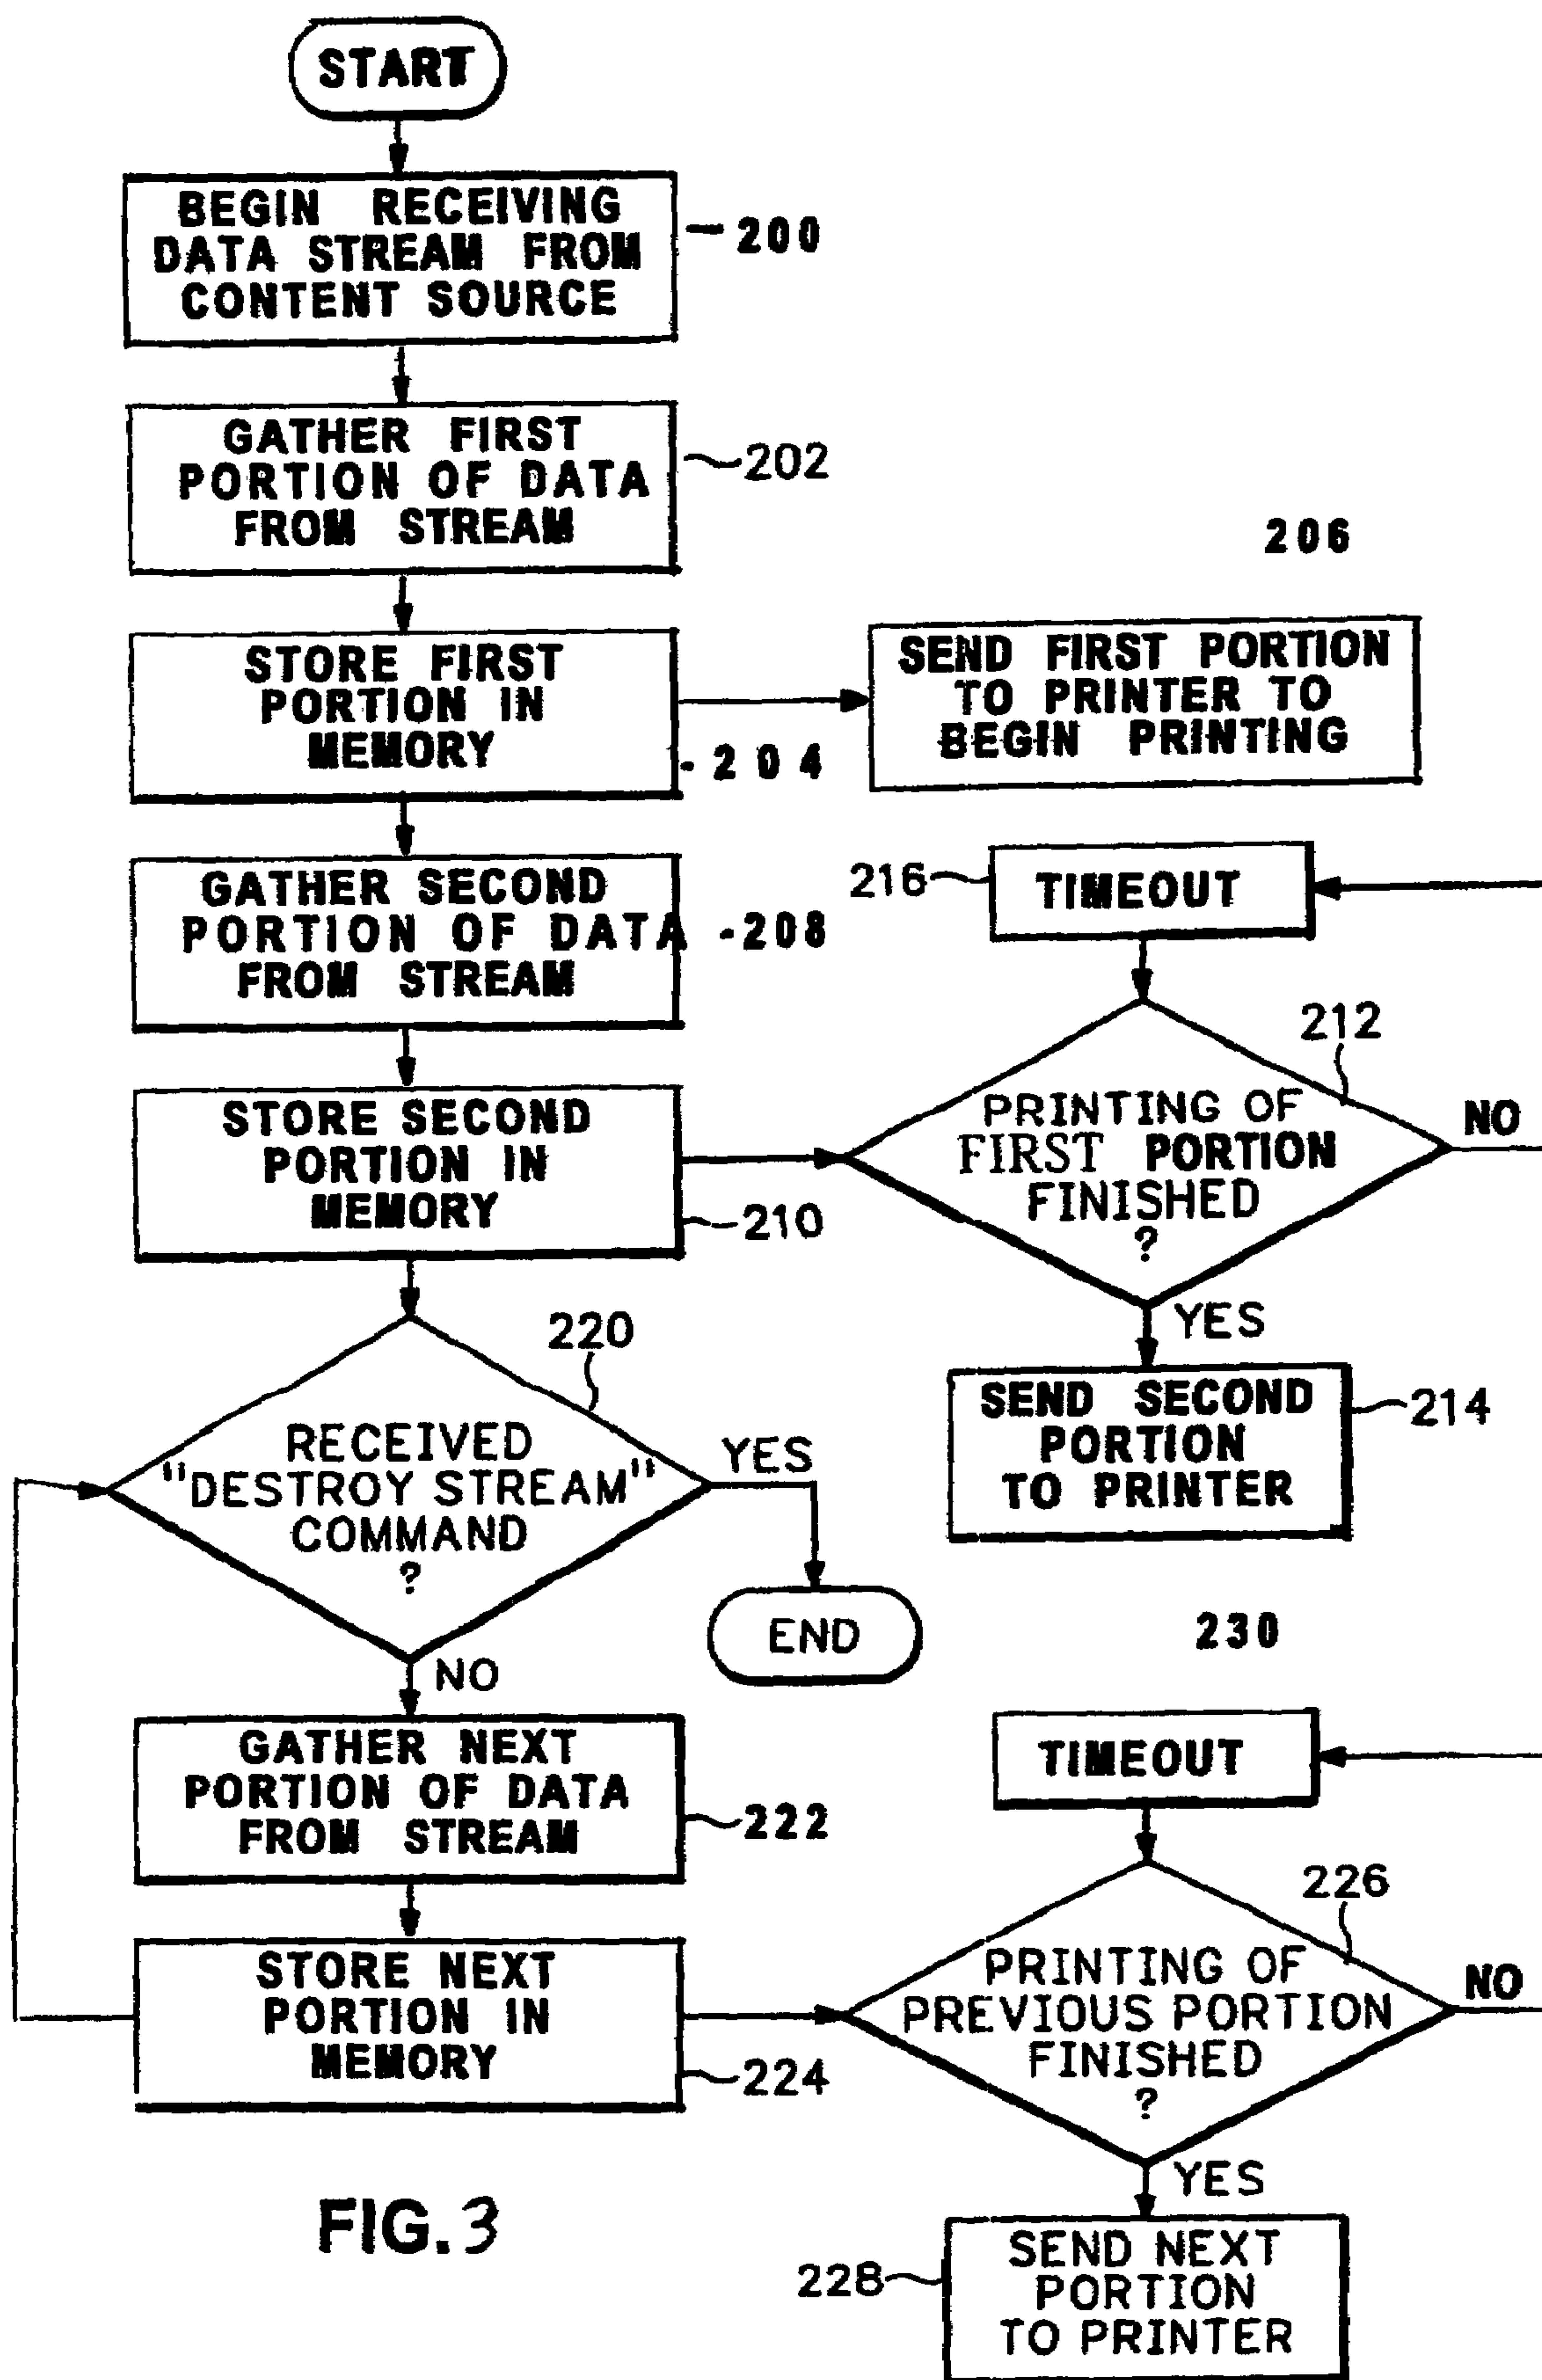 START
BEGIN RECEIVING
DATA STREAM FROM
CONTENT SOURCE
200
GATHER FIRST
PORTION OF DATA
FROM STREAM
202
206
STORE FIRST
PORTION IN
MEMORY
204
SEND FIRST PORTION
TO PRINTER TO
BEGIN PRINTING
GATHER SECOND
PORTION OF DATA
FROM STREAM
208
216
TIMEOUT
212
STORE SECOND
PORTION IN
MEMORY
210
PRINTING OF
FIRST PORTION
FINISHED
?
NO
YES
220
RECEIVED
"DESTROY STREAM"
COMMAND
?
YES
SEND SECOND
PORTION
TO PRINTER
214
END
NO
230
GATHER NEXT
PORTION OF DATA
FROM STREAM
222
TIMEOUT
226
STORE NEXT
PORTION IN
MEMORY
224
PRINTING OF
PREVIOUS PORTION
FINISHED
?
NO
YES
FIG. 3
228
SEND NEXT
PORTION
TO PRINTER